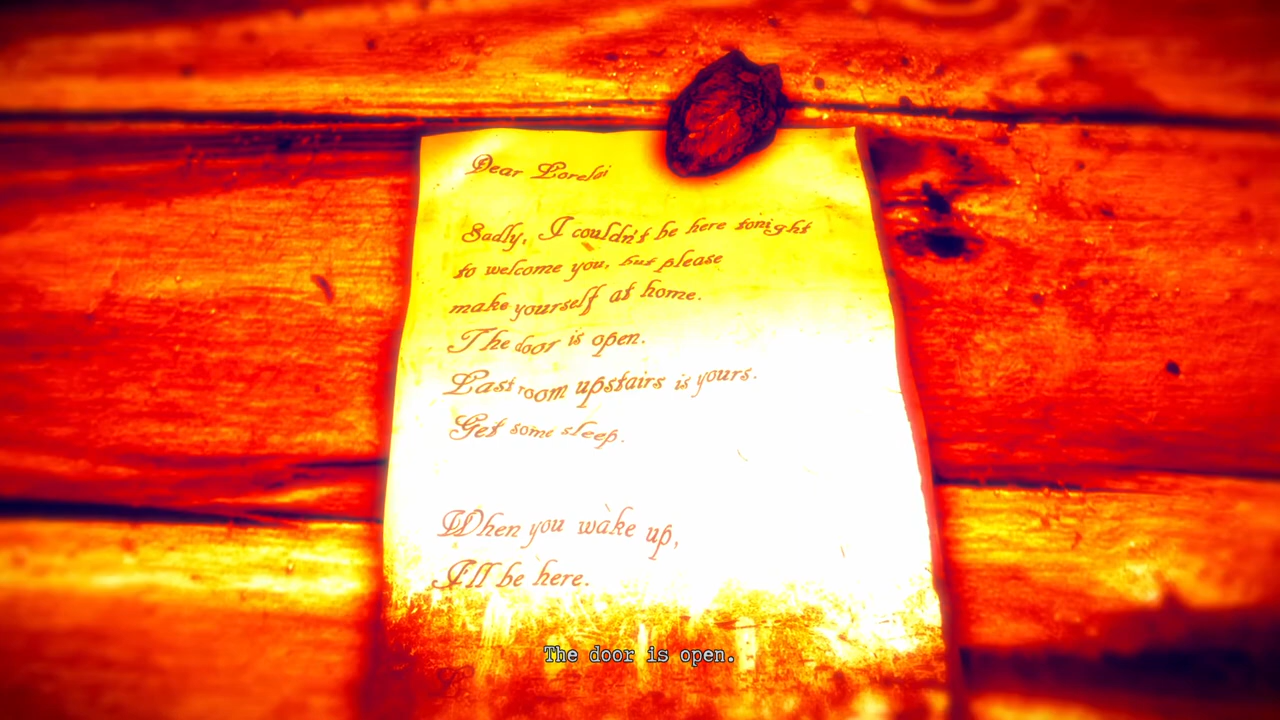 Dear Lorelai
Sadly, I couldn't be here tonight
to welcome you, but please
make yourself at home.
The door is open.
Last room upstairs is yours.
Get some sleep.
When you wake up,
I'll be here.
The door is open.